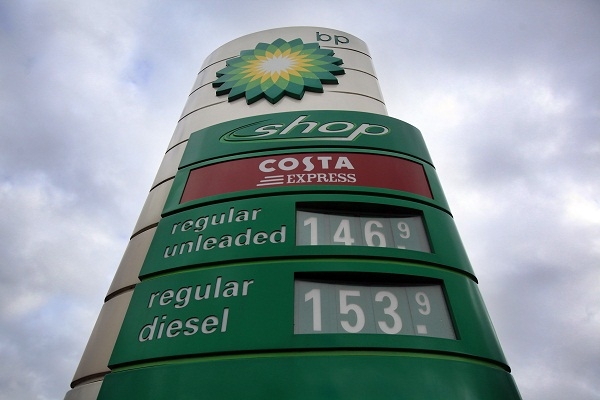 bp
shop
COSTA
EXPRESS
regular
unleaded
146.9
regular
diesel
153.9